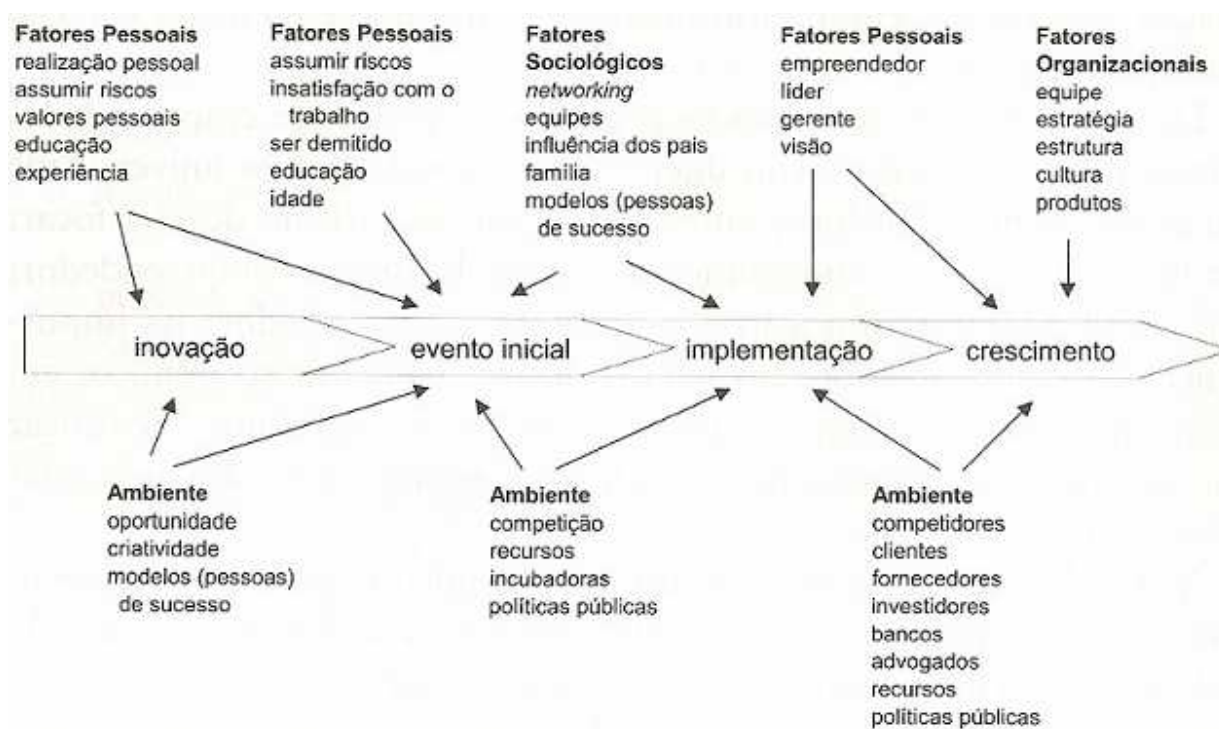 Fatores Pessoais
realização pessoal
assumir riscos
valores pessoais
educação
experiência
Fatores Pessoais
assumir riscos
insatisfação com o
trabalho
ser demitido
educação
idade
Fatores
Sociológicos
networking
equipes
influência dos pais
família
modelos (pessoas)
de sucesso
Fatores Pessoais
empreendedor
líder
gerente
visão
Fatores
Organizacionais
equipe
estratégia
estrutura
cultura
produtos
inovação
evento inicial
implementação
crescimento
Ambiente
oportunidade
criatividade
modelos (pessoas)
de sucesso
Ambiente
competição
recursos
incubadoras
políticas públicas
Ambiente
competidores
clientes
fornecedores
investidores
bancos
advogados
recursos
políticas públicas